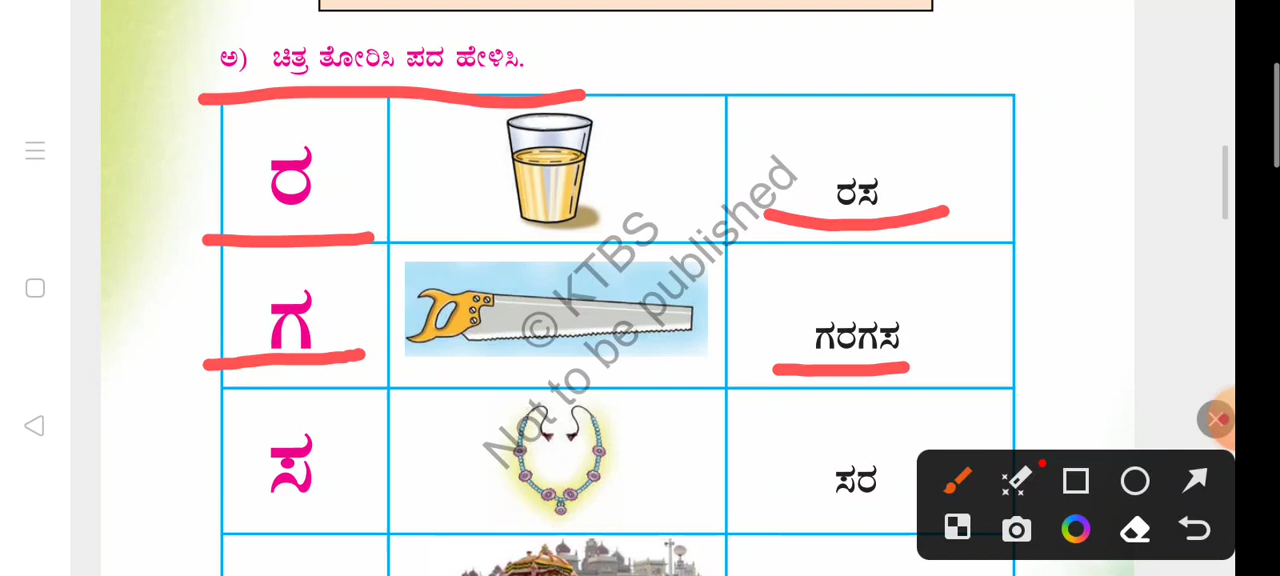 ಅ) ಚಿತ್ರ ತೋರಿಸಿ ಪದ ಹೇಳಿಸಿ.
ರ
ರಸ
ಗ
ಗರಗಸ
ಸ
ಸರ
© KTBS
Not to be published